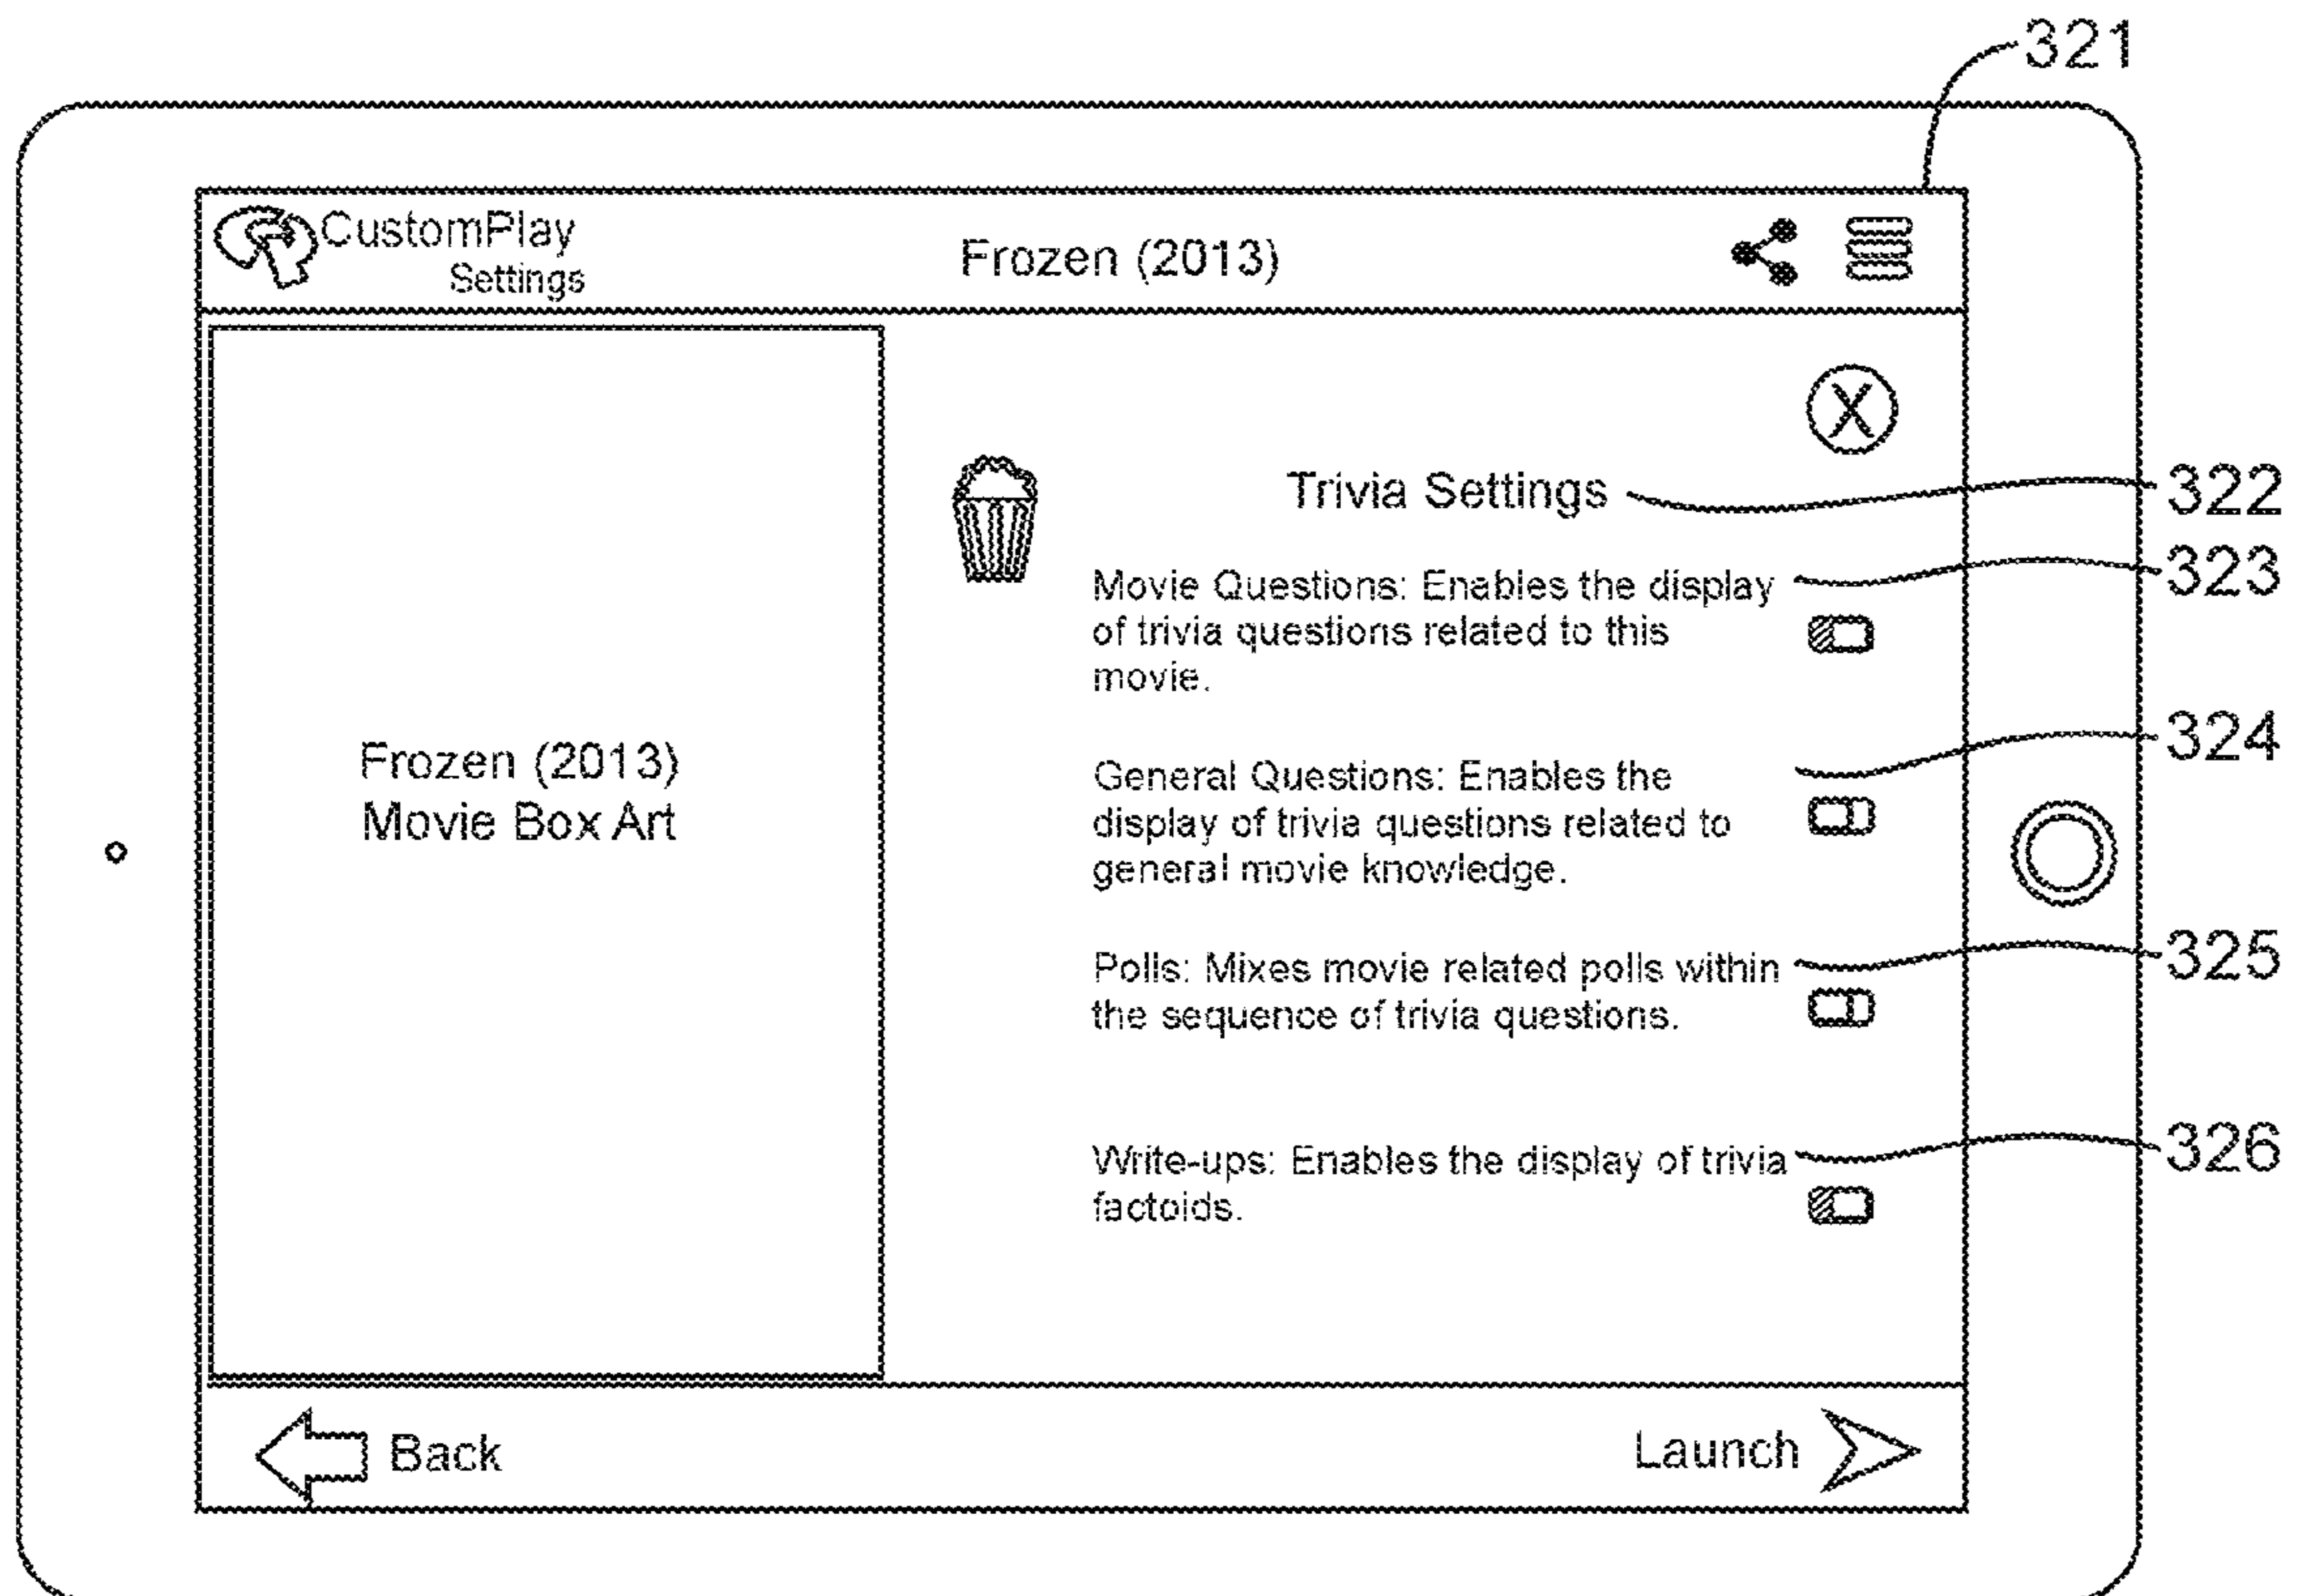 321
CustomPlay
Settings
Frozen (2013)
X
Frozen (2013)
Movie Box Art
Trivia Settings
322
Movie Questions: Enables the display
of trivia questions related to this
movie.
323
General Questions: Enables the
display of trivia questions related to
general movie knowledge.
324
Polls: Mixes movie related polls within
the sequence of trivia questions.
325
Write-ups: Enables the display of trivia
factoids.
326
Back
Launch